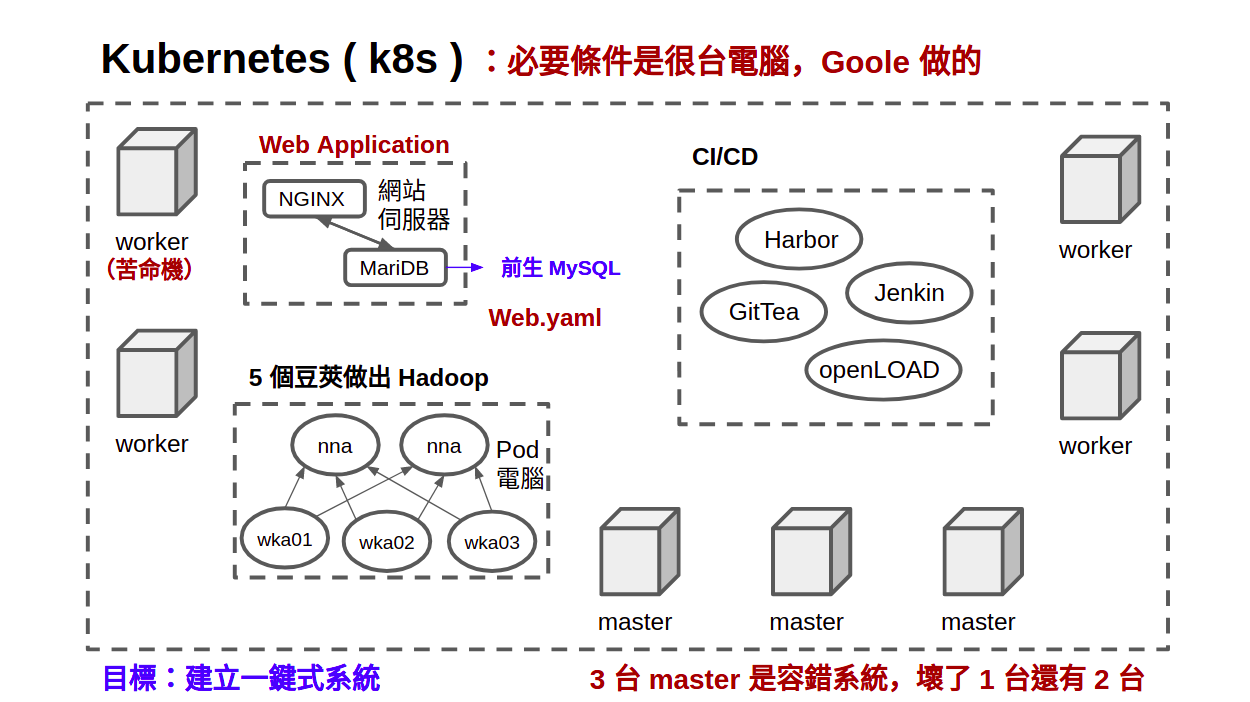 Kubernetes ( k8s ) ：必要條件是很台電腦，Goole 做的
worker
（苦命機）
worker
Web Application
NGINX
網站
伺服器
MariDB
前生 MySQL
Web.yaml
5 個豆莢做出 Hadoop
nna
nna
Pod
電腦
wka01
wka02
wka03
CI/CD
Harbor
Jenkin
GitTea
openLOAD
worker
worker
master
master
master
目標：建立一鍵式系統
3 台 master 是容錯系統，壞了 1 台還有 2 台